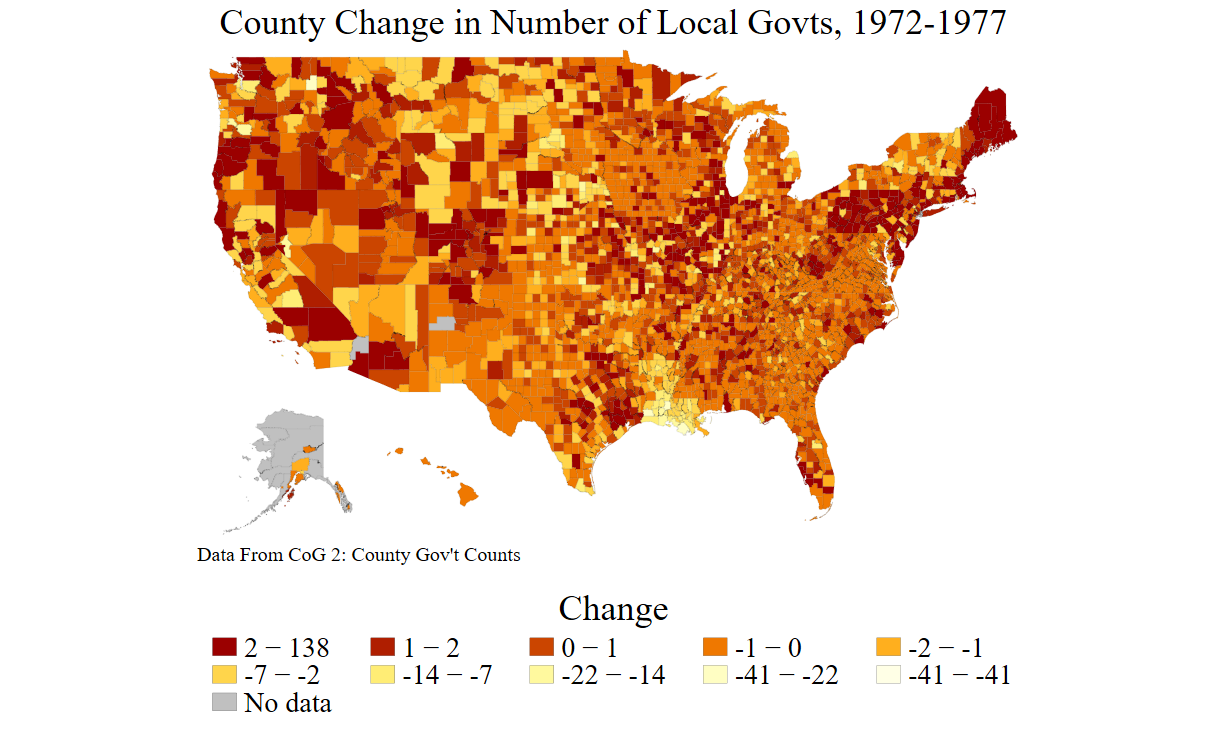 County Change in Number of Local Govts, 1972-1977
Data From CoG 2: County Gov't Counts
Change
2 − 138 1 − 2 0 − 1 -1 − 0 -2 − -1
-7 − -2 -14 − -7 -22 − -14 -41 − -22 -41 − -41
No data